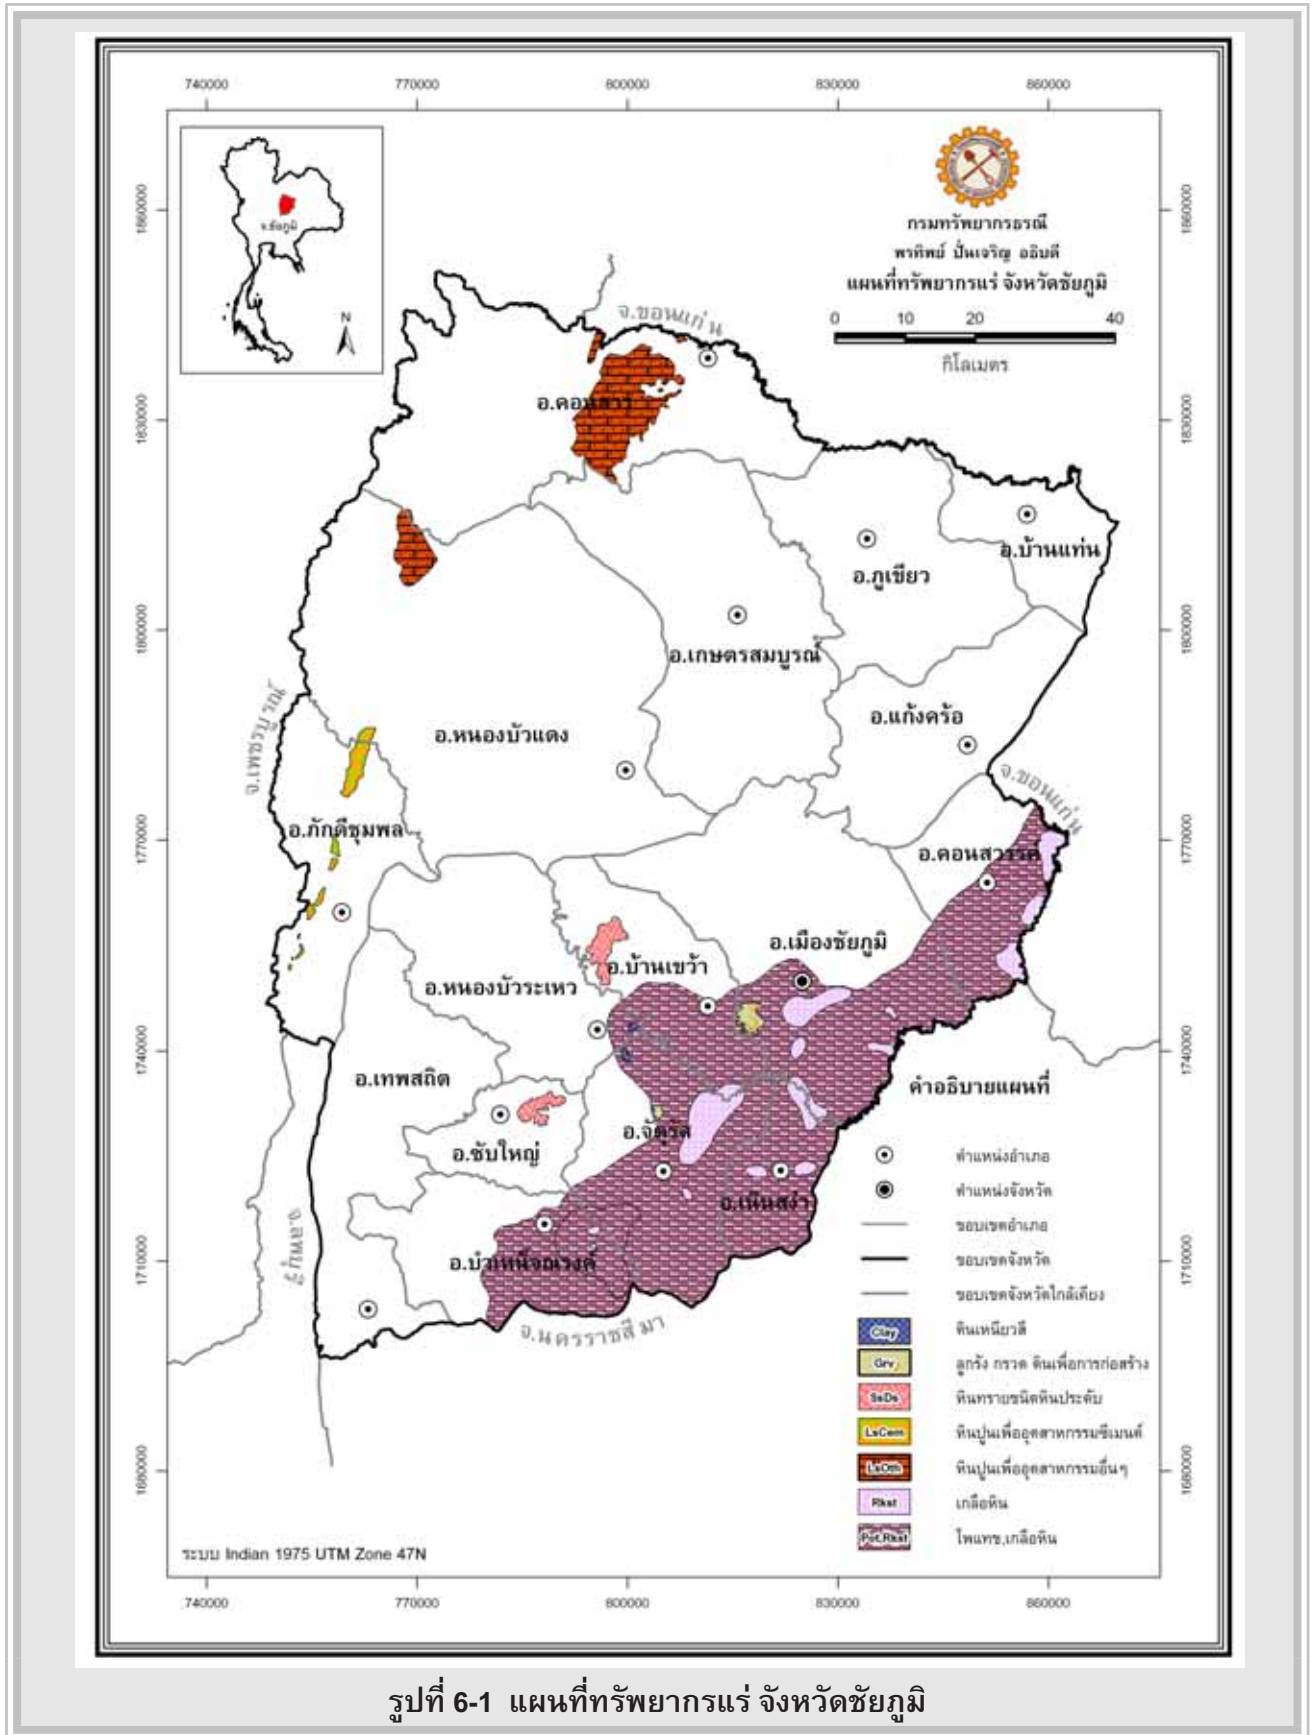 740000 770000 800000 830000 860000
จ.ชัยภูมิ
N
กรมทรัพยากรธรณี
พรทิพย์ ปั่นเจริญ อธิบดี
แผนที่ทรัพยากรแร่ จังหวัดชัยภูมิ
0 10 20 40
กิโลเมตร
1860000 1860000
จ.ขอนแก่น
อ.คอนสาร
1830000 1830000
อ.บ้านแท่น
อ.ภูเขียว
1800000 1800000
อ.เกษตรสมบูรณ์
อ.แก้งคร้อ
อ.หนองบัวแดง
จ.เพชรบูรณ์
จ.ขอนแก่น
อ.ภักดีชุมพล
1770000 1770000
อ.คอนสวรรค์
อ.เมืองชัยภูมิ
อ.บ้านเขว้า
อ.หนองบัวระเหว
1740000 1740000
อ.เทพสถิต
อ.จัตุรัส
อ.ซับใหญ่
อ.เนินสง่า
จ.ลพบุรี
อ.บำเหน็จณรงค์
1710000 1710000
จ.นครราชสีมา
คำอธิบายแผนที่
ตำแหน่งอำเภอ
ตำแหน่งจังหวัด
ขอบเขตอำเภอ
ขอบเขตจังหวัด
ขอบเขตจังหวัดใกล้เคียง
Clay ดินเหนียวสี
Grv ลูกรัง กรวด ดินเพื่อการก่อสร้าง
SsDs หินทรายชนิดหินประดับ
LsCem หินปูนเพื่ออุตสาหกรรมซีเมนต์
LsOth หินปูนเพื่ออุตสาหกรรมอื่นๆ
Rkst เกลือหิน
Pot,Rkst โพแทช,เกลือหิน
1680000 1680000
ระบบ Indian 1975 UTM Zone 47N
740000 770000 800000 830000 860000
รูปที่ 6-1 แผนที่ทรัพยากรแร่ จังหวัดชัยภูมิ